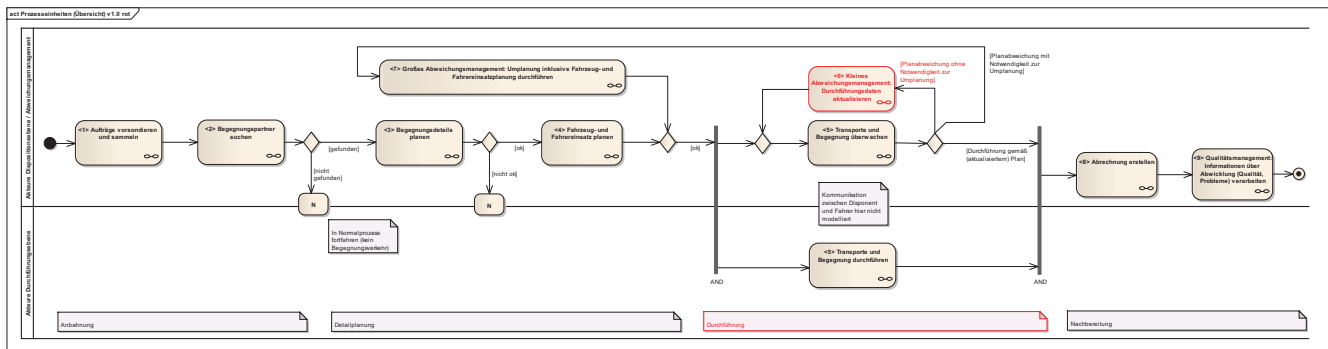 act Prozesseinheiten (Übersicht) v1.0 rot
Akteure Dispositionsebene / Abweichungsmanagement
<7> Großes Abweichungsmanagement: Umplanung inklusive Fahrzeug- und
Fahrereinsatzplanung durchführen
[Planabweichung ohne
Notwendigkeit zur
Umplanung]
[Planabweichung mit
Notwendigkeit zur
Umplanung]
<6> Kleines
Abweichungsmanagement:
Durchführungsdaten
aktualisieren
<1> Aufträge vorsondieren
und sammeln
<2> Begegnungspartner
suchen
[gefunden]
[nicht
gefunden]
<3> Begegnungsdetails
planen
[ok]
[nicht ok]
<4> Fahrzeug- und
Fahrereinsatz planen
[ok]
<5> Transporte und
Begegnung überwachen
[Durchführung gemäß
(aktualisiertem) Plan]
<8> Abrechnung erstellen
<9> Qualitätsmanagement:
Informationen über
Abwicklung (Qualität,
Probleme) verarbeiten
N
N
Kommunikation
zwischen Disponent
und Fahrer hier nicht
modelliert
Akteure Durchführungsebene
In Normalprozess
fortfahren (kein
Begegnungsverkehr)
<5> Transporte und
Begegnung durchführen
AND
AND
Anbahnung
Detailplanung
Durchführung
Nachbereitung